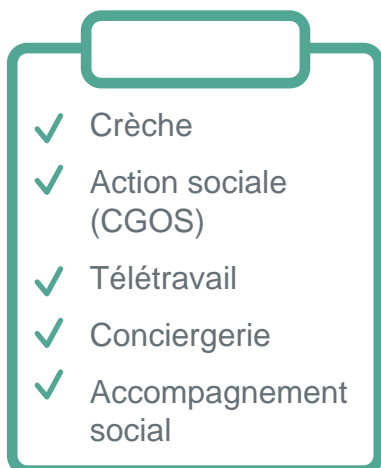 Crèche
Action sociale
(CGOS)
Télétravail
Conciergerie
Accompagnement
social